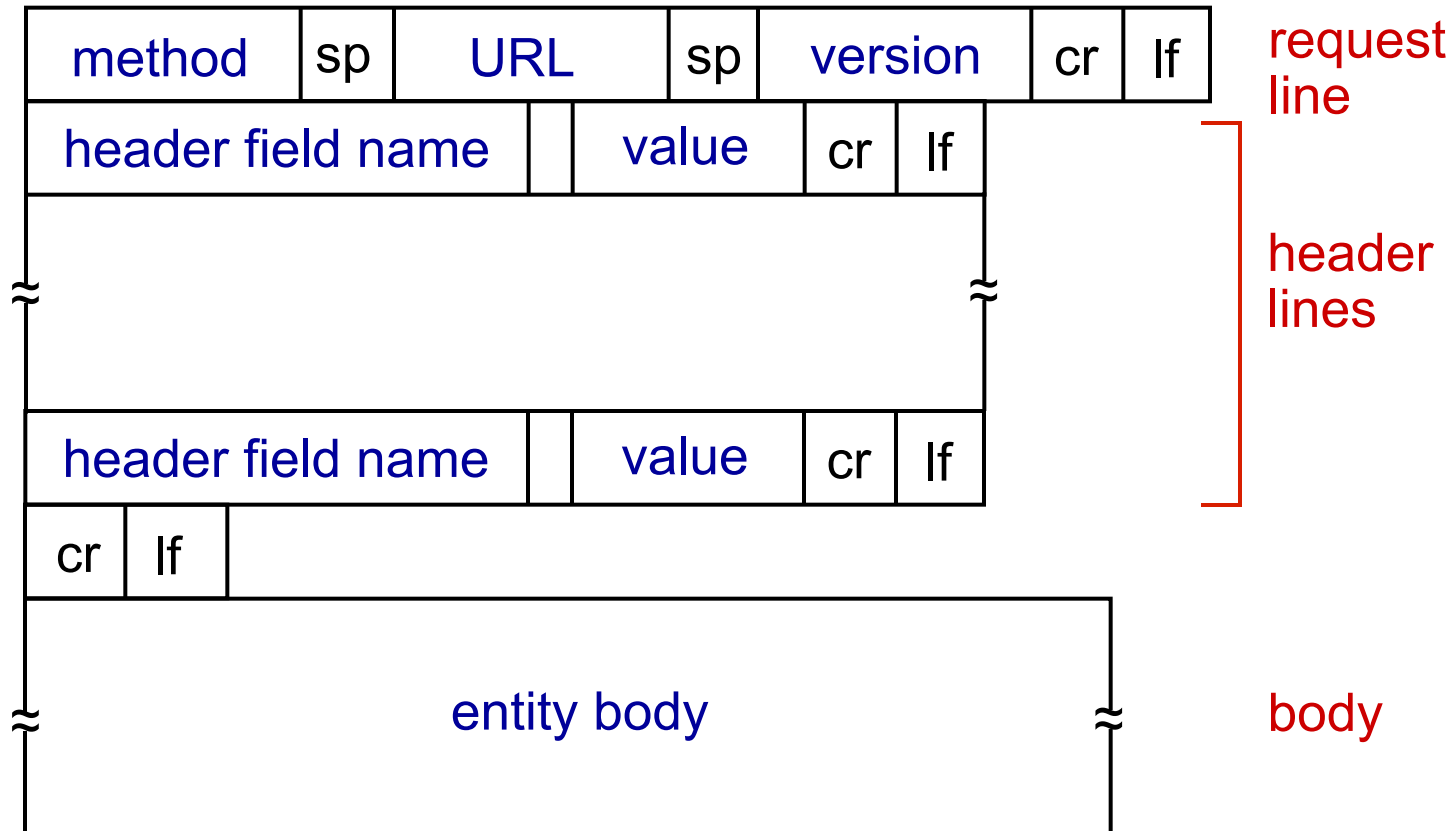 method sp URL sp version cr lf request
line
header field name value cr lf
header
lines
header field name value cr lf
cr lf
entity body body